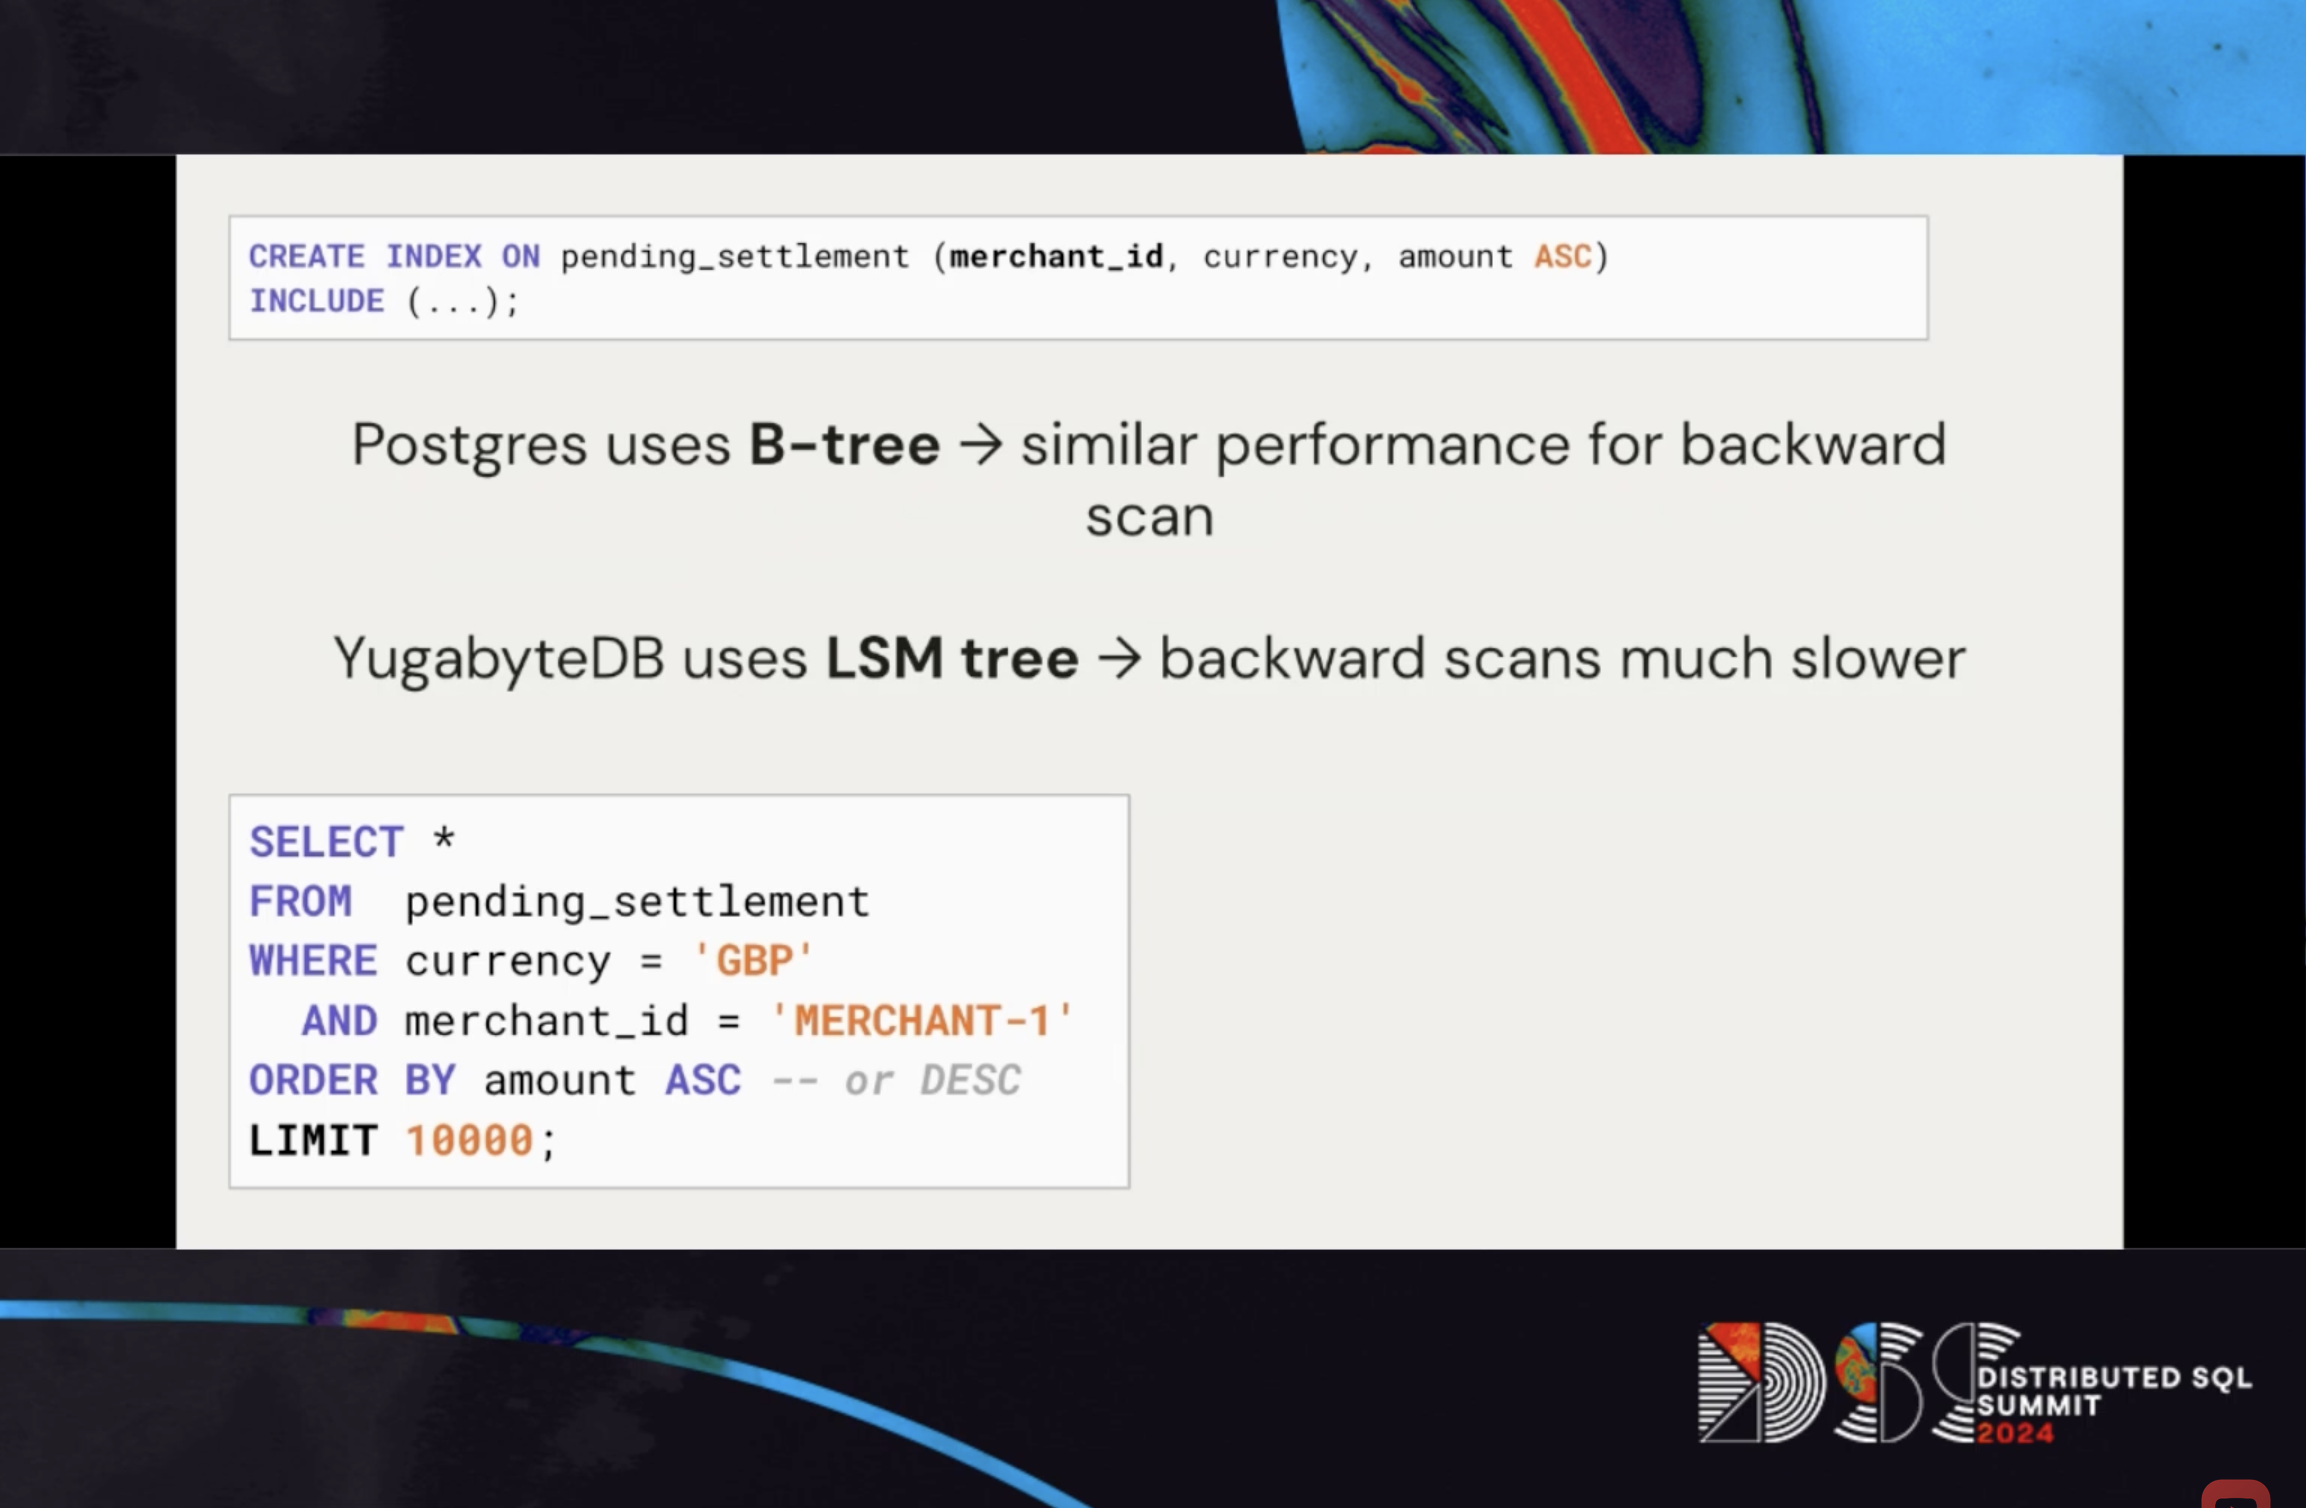 CREATE INDEX ON pending_settlement (merchant_id, currency, amount ASC)
INCLUDE (...);
Postgres uses B-tree → similar performance for backward
scan
YugabyteDB uses LSM tree → backward scans much slower
SELECT *
FROM  pending_settlement
WHERE currency = 'GBP'
  AND merchant_id = 'MERCHANT-1'
ORDER BY amount ASC -- or DESC
LIMIT 10000;
DSS
DISTRIBUTED SQL
SUMMIT
2024